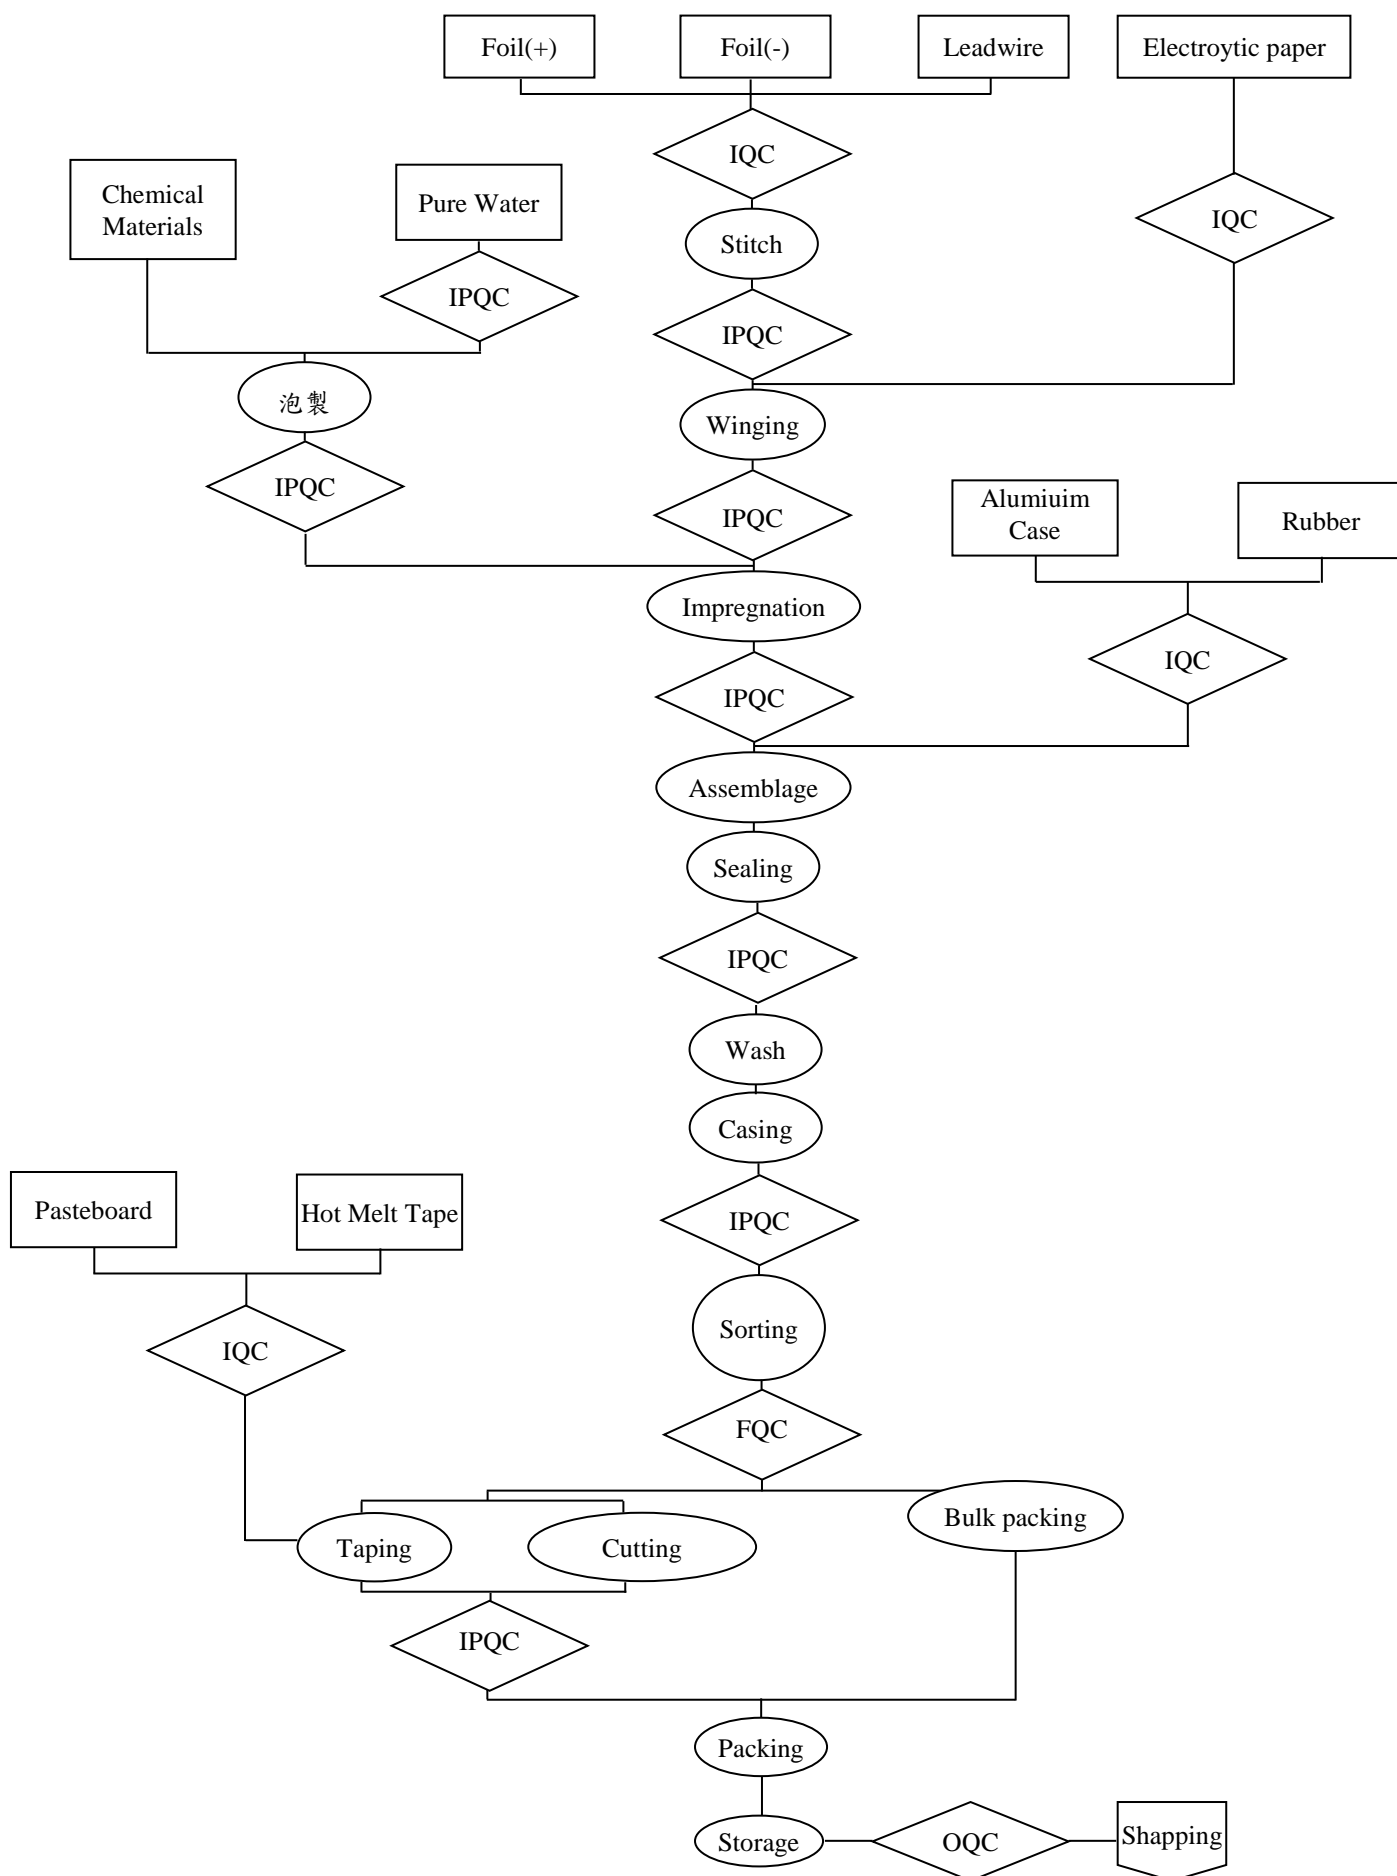 Foil(+)
Foil(-)
Leadwire
Electroytic paper
IQC
Chemical
Materials
Pure Water
IQC
Stitch
IPQC
IPQC
泡製
Winging
IPQC
IPQC
Alumiuim
Case
Rubber
Impregnation
IQC
IPQC
Assemblage
Sealing
IPQC
Wash
Casing
Pasteboard
Hot Melt Tape
IPQC
Sorting
IQC
FQC
Bulk packing
Taping
Cutting
IPQC
Packing
Storage
OQC
Shapping